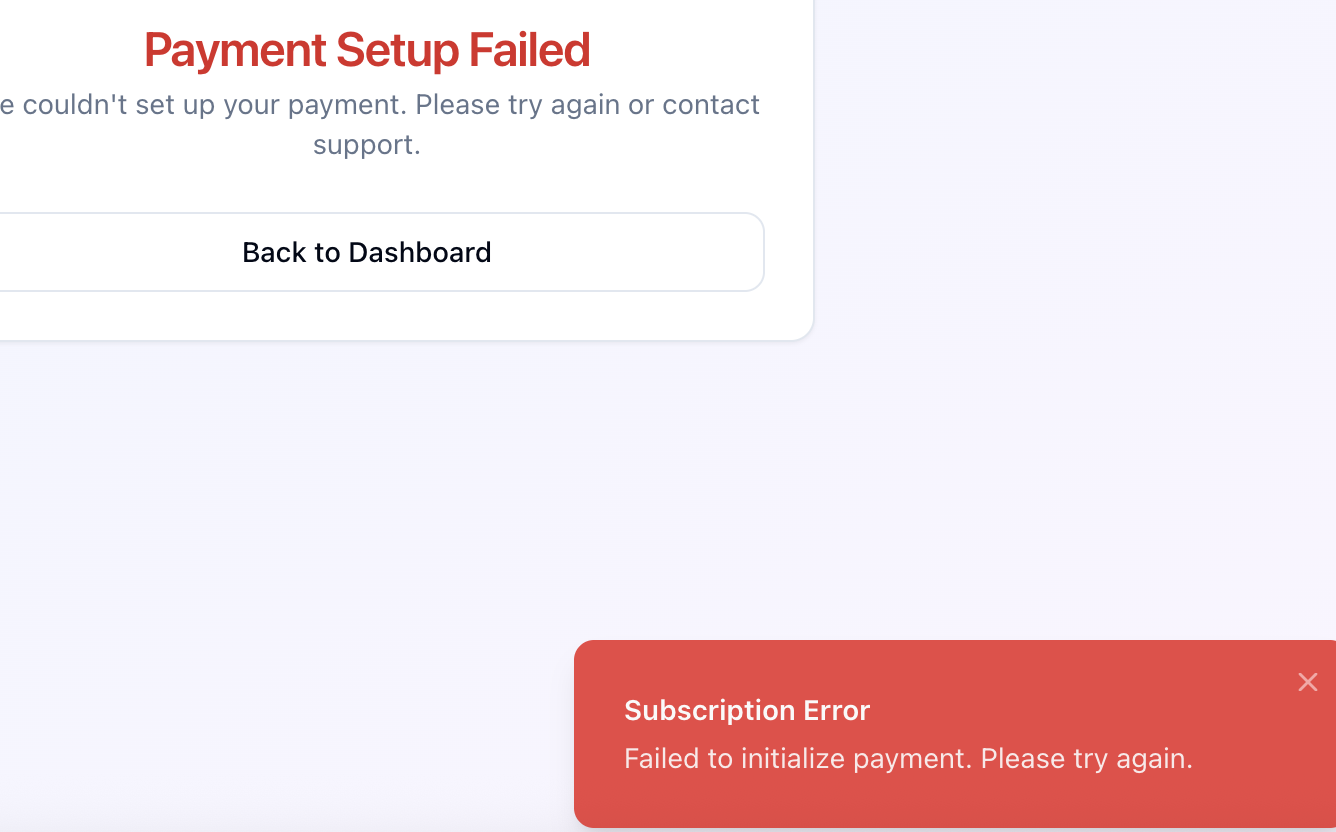 Payment Setup Failed
e couldn't set up your payment. Please try again or contact
support.
Back to Dashboard
Subscription Error
Failed to initialize payment. Please try again.